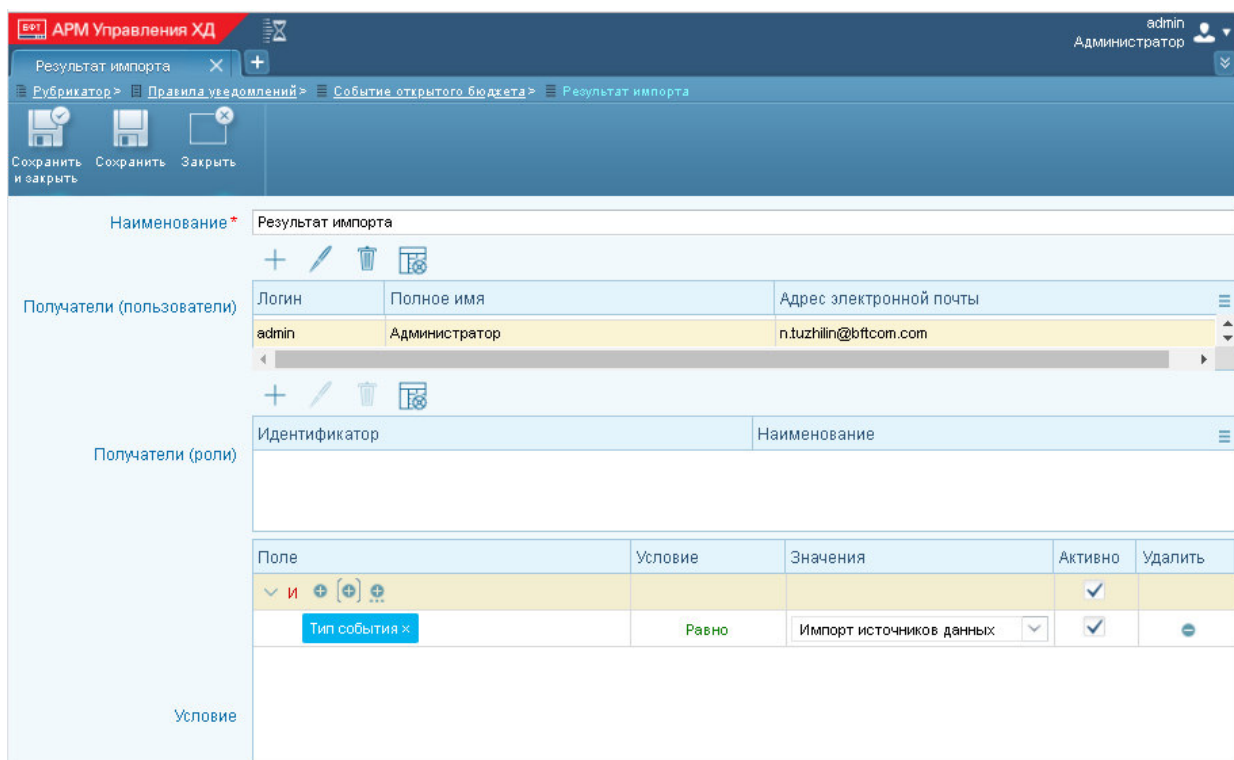 БФТ АРМ Управления ХД
admin
Администратор
Результат импорта
Рубрикатор > Правила уведомлений > Событие открытого бюджета > Результат импорта
Сохранить и закрыть
Сохранить
Закрыть
Наименование* Результат импорта
Получатели (пользователи)
Логин Полное имя Адрес электронной почты
admin Администратор n.tuzhilin@bftcom.com
Получатели (роли)
Идентификатор Наименование
Поле Условие Значения Активно Удалить
И
Тип события × Равно Импорт источников данных
Условие